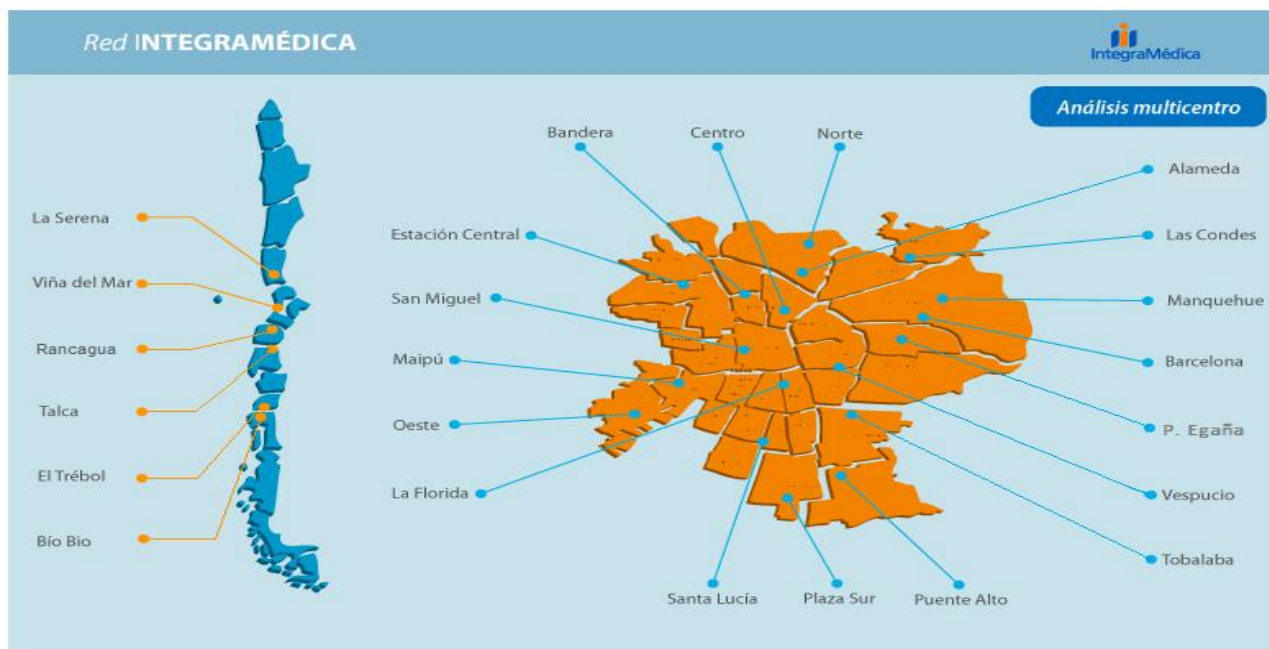 Red INTEGRAMÉDICA
IntegraMédica
Análisis multicentro
La Serena
Viña del Mar
Rancagua
Talca
El Trébol
Bío Bio
Bandera
Centro
Norte
Estación Central
San Miguel
Maipú
Oeste
La Florida
Alameda
Las Condes
Manquehue
Barcelona
P. Egaña
Vespucio
Tobalaba
Santa Lucía
Plaza Sur
Puente Alto